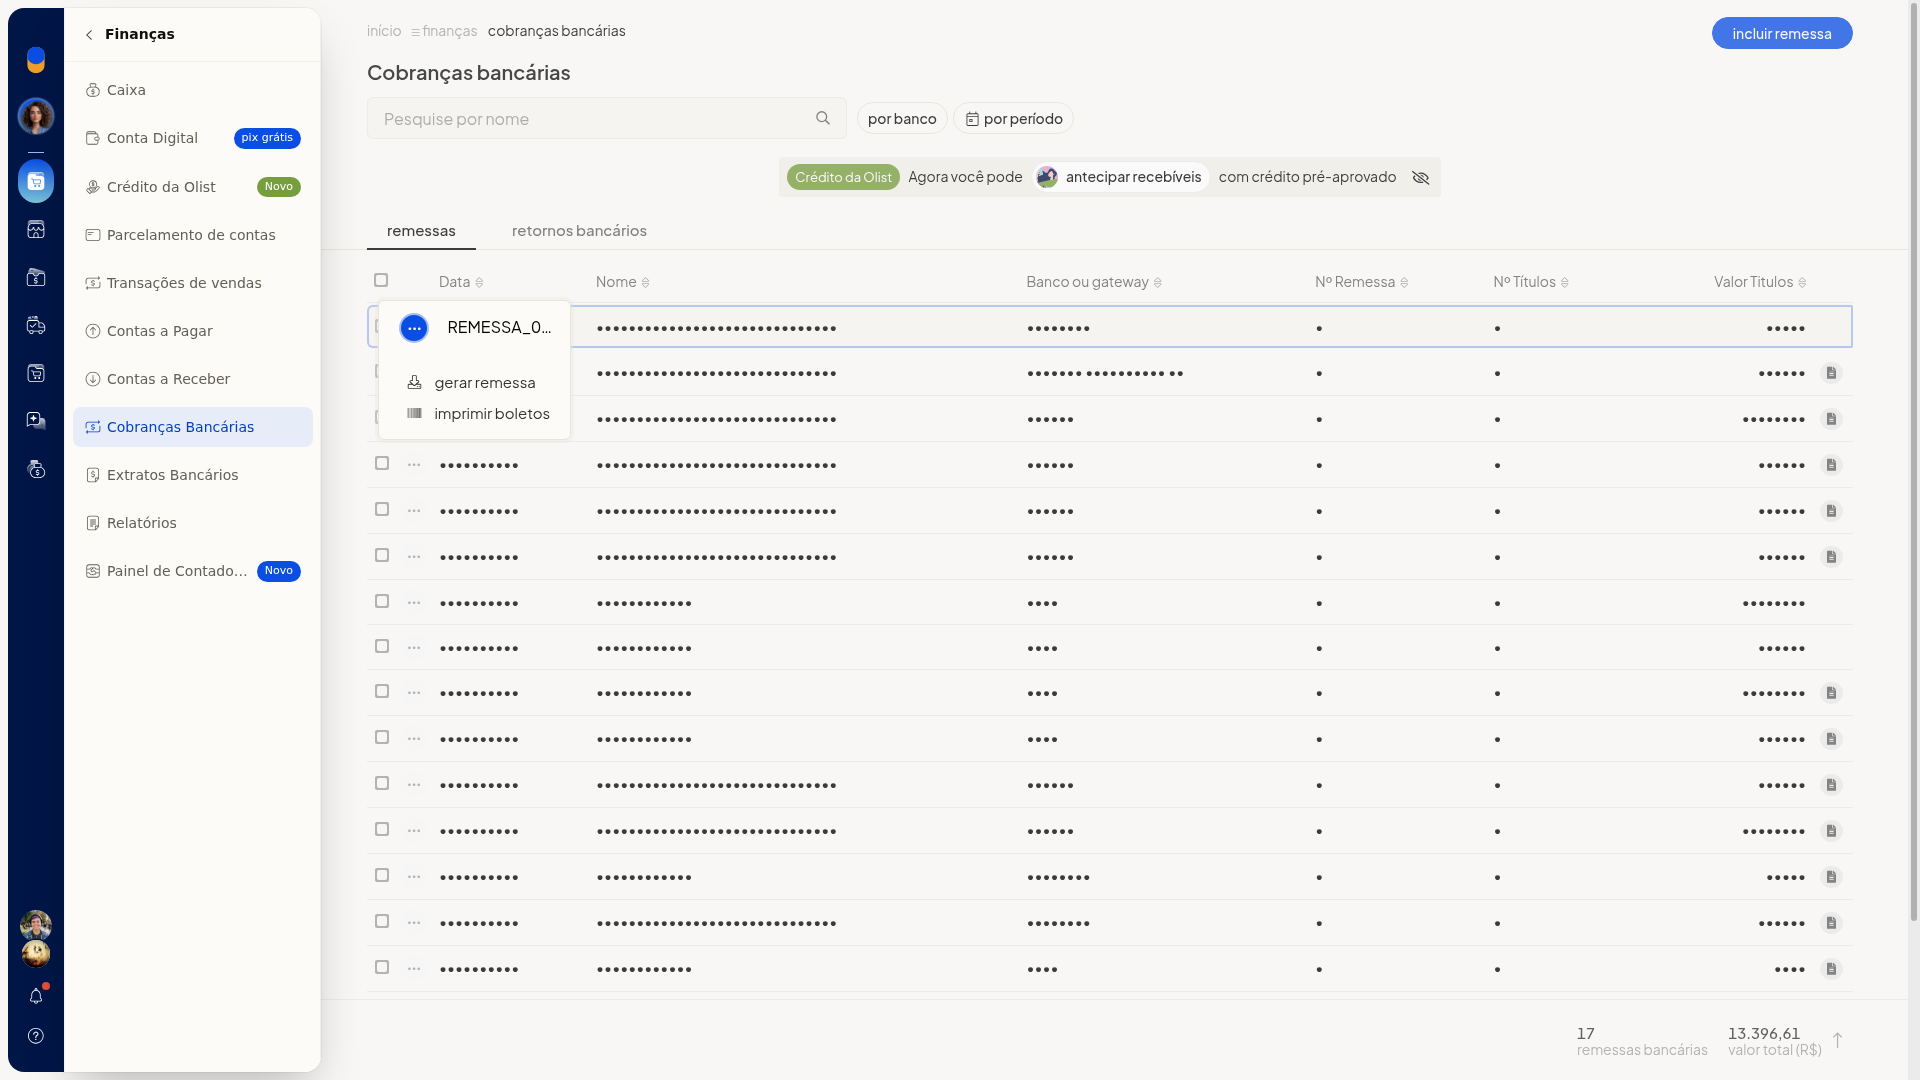 Finanças
Caixa
Conta Digital pix grátis
Crédito da Olist Novo
Parcelamento de contas
Transações de vendas
Contas a Pagar
Contas a Receber
Cobranças Bancárias
Extratos Bancários
Relatórios
Painel de Contado... Novo
início finanças cobranças bancárias
incluir remessa
Cobranças bancárias
Pesquise por nome
por banco
por período
Crédito da Olist Agora você pode antecipar recebíveis com crédito pré-aprovado
remessas retornos bancários
Data Nome Banco ou gateway Nº Remessa Nº Títulos Valor Titulos
REMESSA_0...
gerar remessa
imprimir boletos
17
remessas bancárias
13.396,61
valor total (R$)